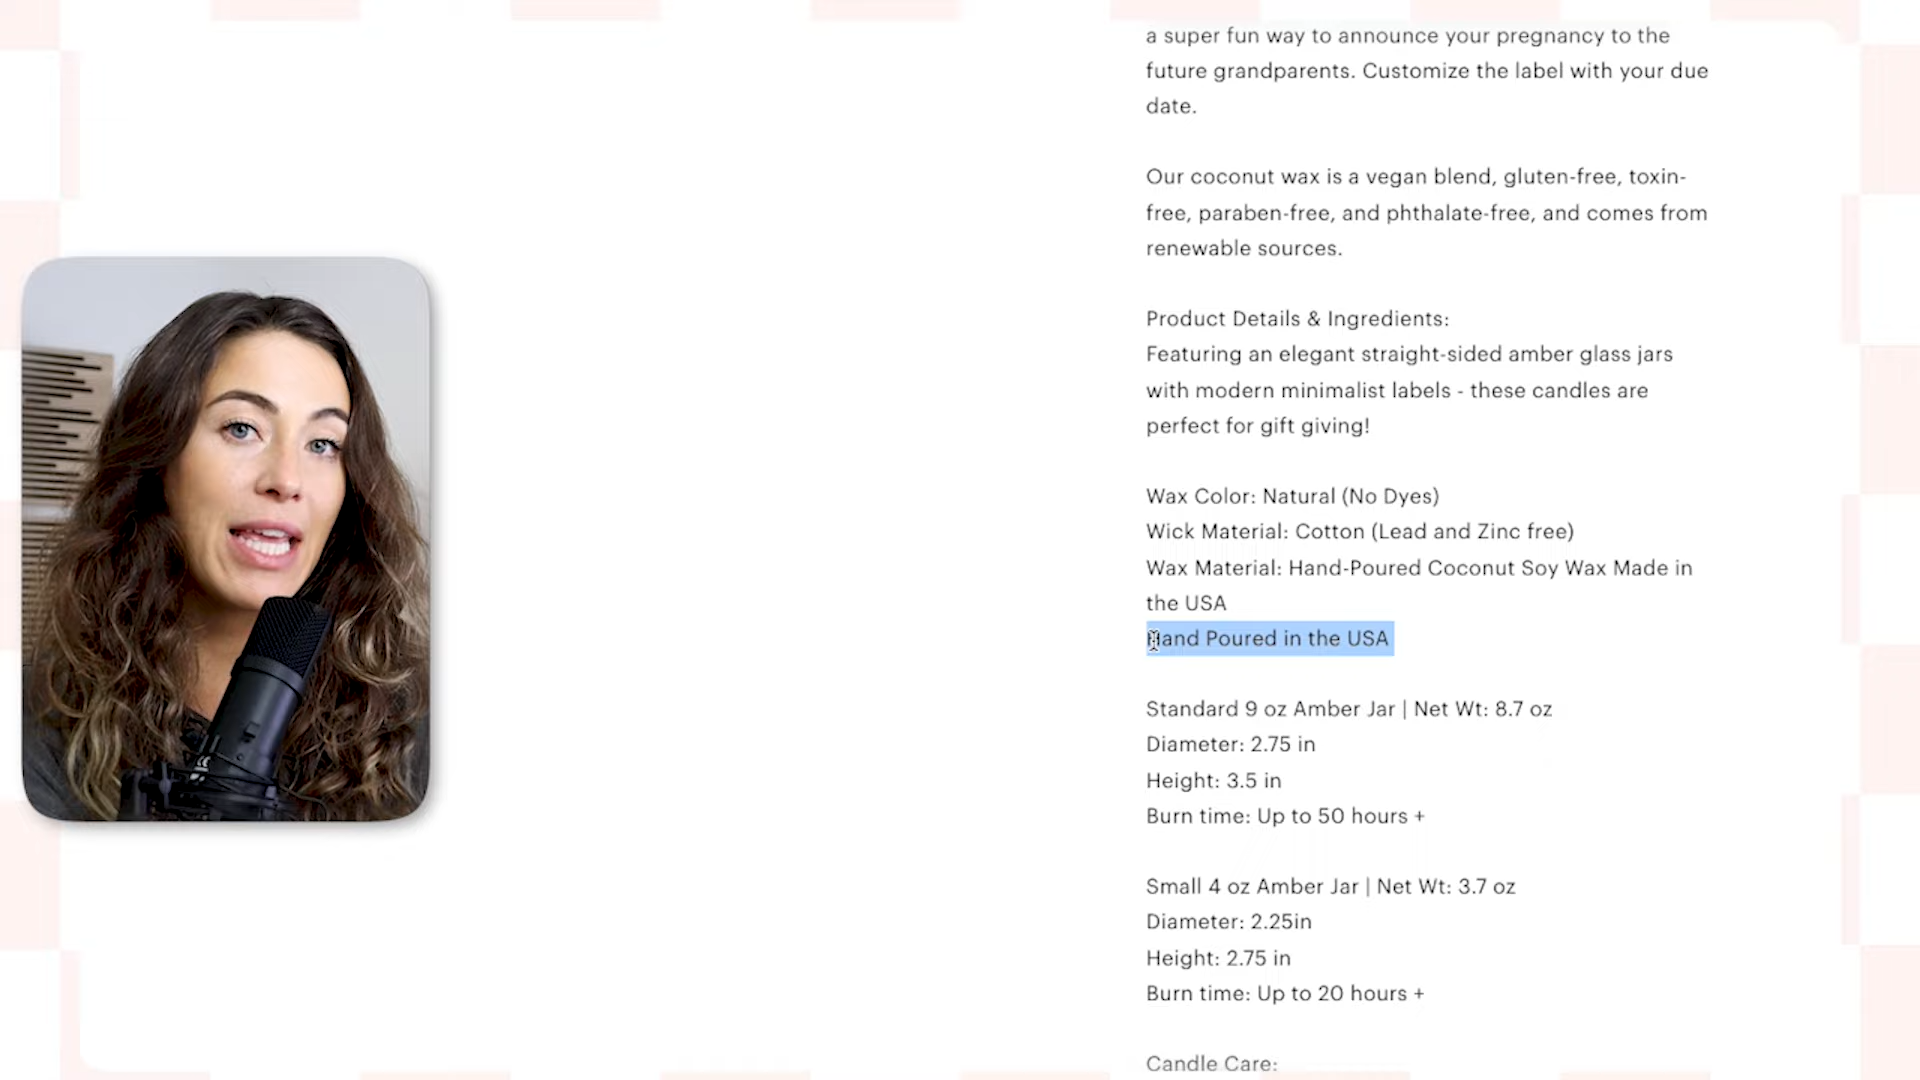 a super fun way to announce your pregnancy to the
future grandparents. Customize the label with your due
date.
Our coconut wax is a vegan blend, gluten-free, toxin-
free, paraben-free, and phthalate-free, and comes from
renewable sources.
Product Details & Ingredients:
Featuring an elegant straight-sided amber glass jars
with modern minimalist labels - these candles are
perfect for gift giving!
Wax Color: Natural (No Dyes)
Wick Material: Cotton (Lead and Zinc free)
Wax Material: Hand-Poured Coconut Soy Wax Made in
the USA
Hand Poured in the USA
Standard 9 oz Amber Jar | Net Wt: 8.7 oz
Diameter: 2.75 in
Height: 3.5 in
Burn time: Up to 50 hours +
Small 4 oz Amber Jar | Net Wt: 3.7 oz
Diameter: 2.25in
Height: 2.75 in
Burn time: Up to 20 hours +
Candle Care: